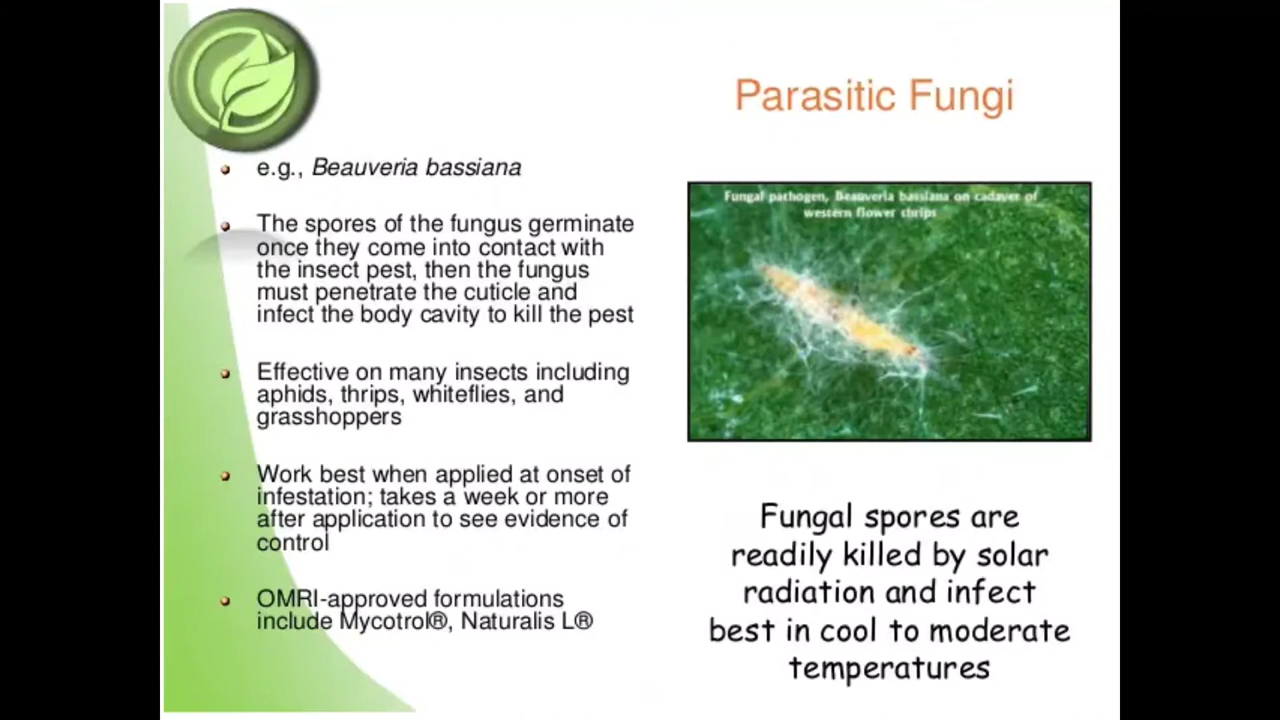 Parasitic Fungi
e.g., Beauveria bassiana
The spores of the fungus germinate
once they come into contact with
the insect pest, then the fungus
must penetrate the cuticle and
infect the body cavity to kill the pest
Effective on many insects including
aphids, thrips, whiteflies, and
grasshoppers
Work best when applied at onset of
infestation; takes a week or more
after application to see evidence of
control
OMRI-approved formulations
include Mycotrol®, Naturalis L®
Fungal pathogen, Beauveria bassiana on cadaver of
western flower thrips
Fungal spores are
readily killed by solar
radiation and infect
best in cool to moderate
temperatures